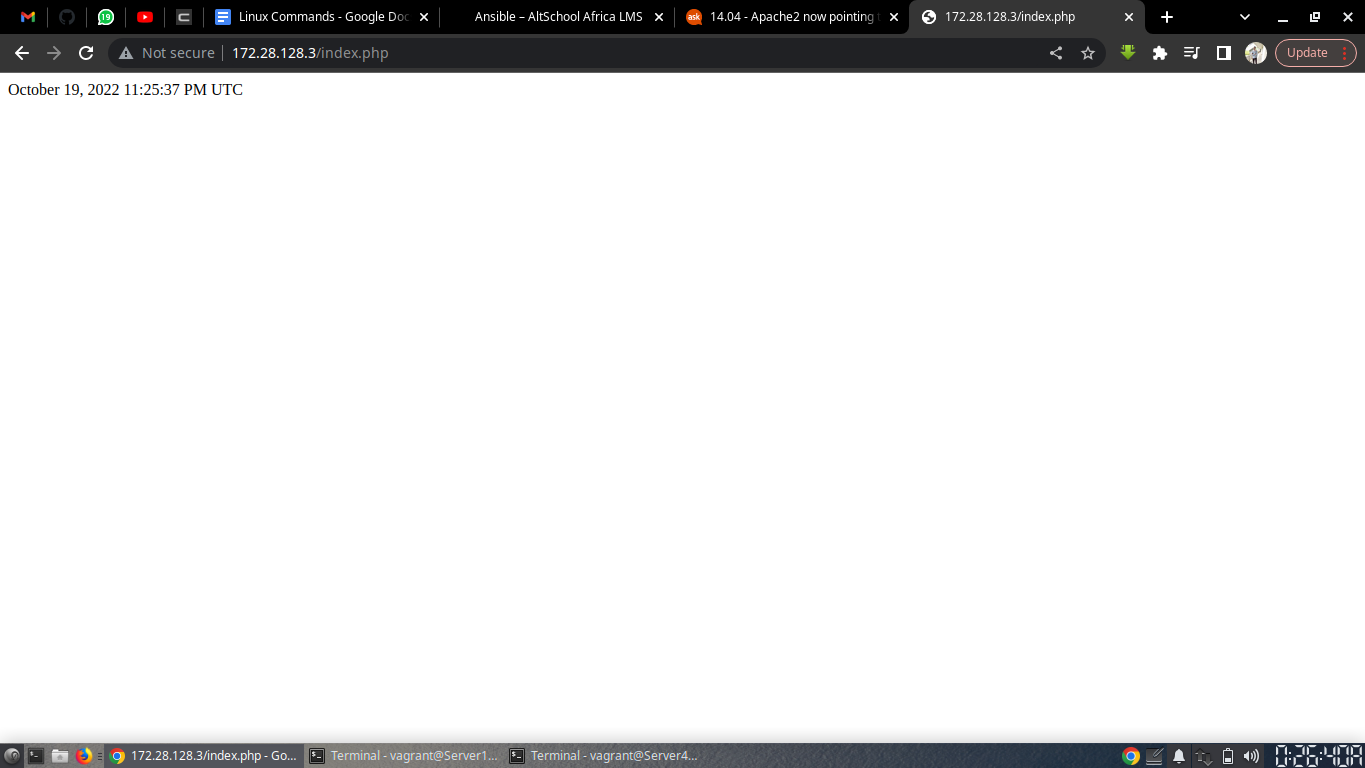 19
Linux Commands - Google Doc
Ansible – AltSchool Africa LMS
ask
14.04 - Apache2 now pointing
172.28.128.3/index.php
Not secure
172.28.128.3/index.php
Update
October 19, 2022 11:25:37 PM UTC
172.28.128.3/index.php - Go...
Terminal - vagrant@Server1...
Terminal - vagrant@Server4...